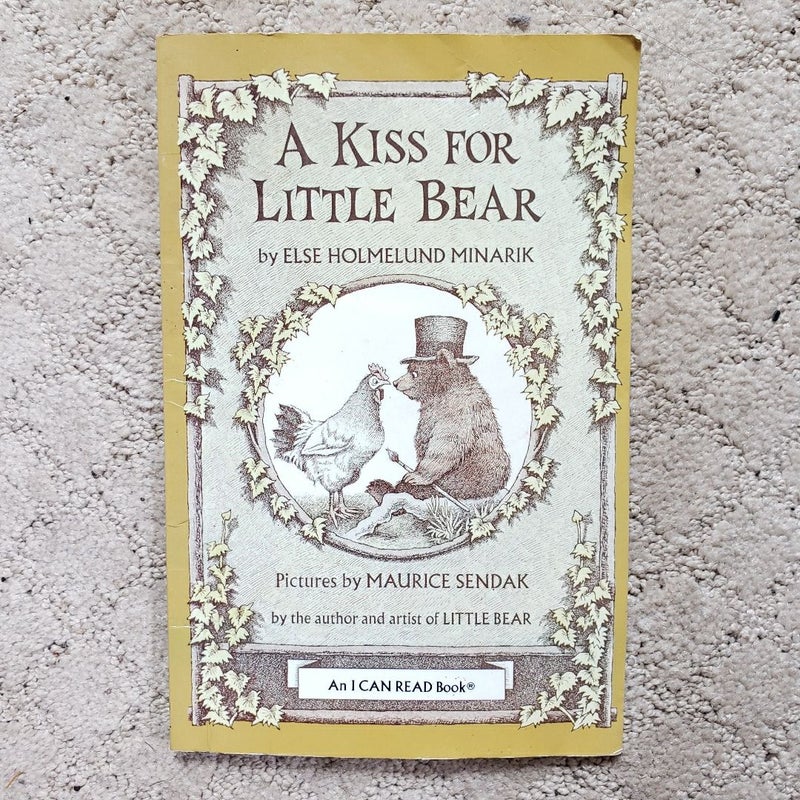 A KISS FOR
LITTLE BEAR
by ELSE HOLMELUND MINARIK
Pictures by MAURICE SENDAK
by the author and artist of LITTLE BEAR
An I CAN READ Book®